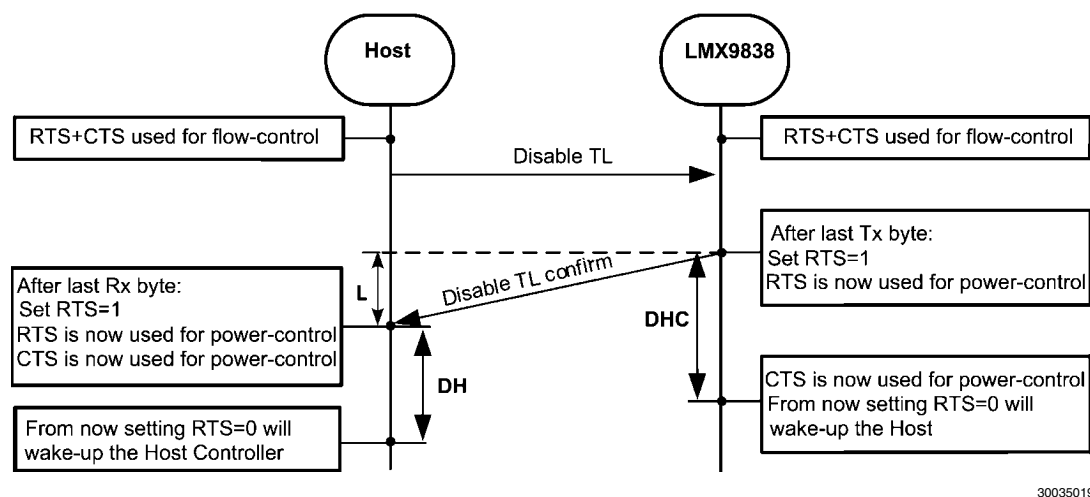 Host
LMX9838
RTS+CTS used for flow-control
RTS+CTS used for flow-control
Disable TL
After last Tx byte:
Set RTS=1
RTS is now used for power-control
Disable TL confirm
L
After last Rx byte:
Set RTS=1
RTS is now used for power-control
CTS is now used for power-control
DHC
DH
CTS is now used for power-control
From now setting RTS=0 will
wake-up the Host
From now setting RTS=0 will
wake-up the Host Controller
30035019